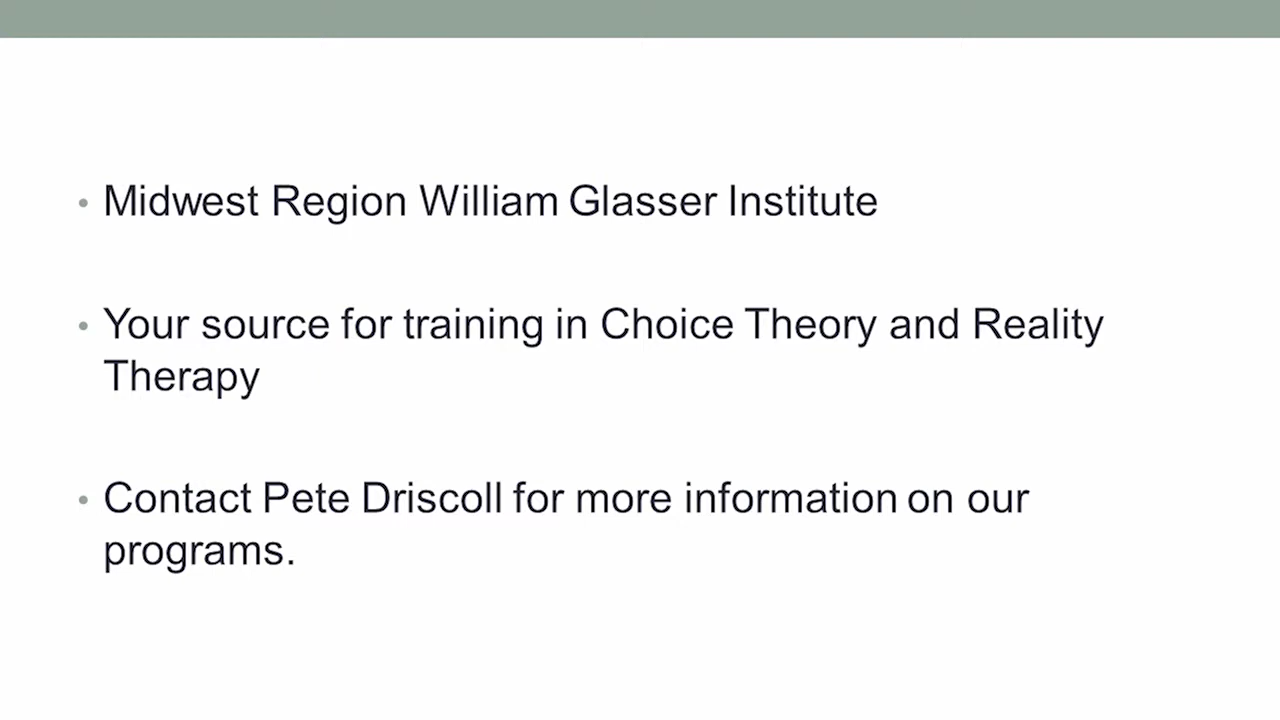 • Midwest Region William Glasser Institute
• Your source for training in Choice Theory and Reality
Therapy
• Contact Pete Driscoll for more information on our
programs.